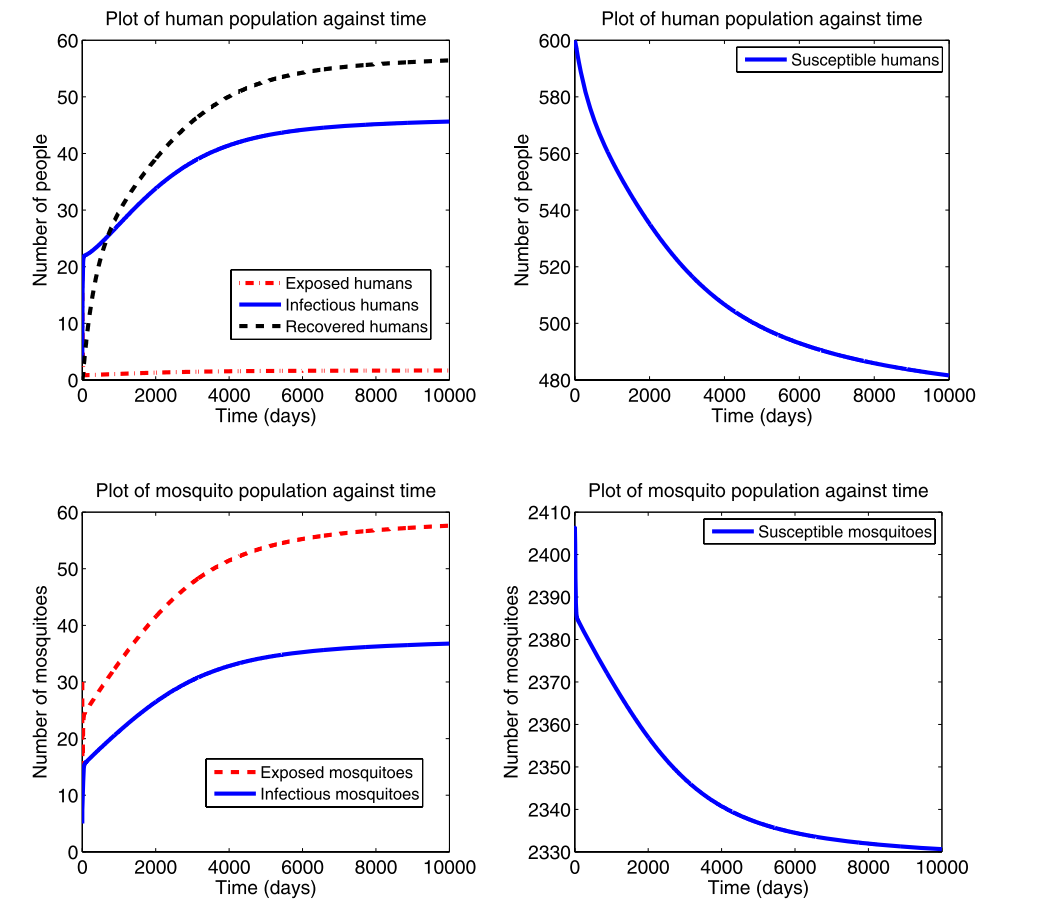 Plot of human population against time
60
50
40
30
20
10
0
Number of people
Exposed humans
Infectious humans
Recovered humans
0 2000 4000 6000 8000 10000
Time (days)
Plot of human population against time
600
580
560
540
520
500
480
Number of people
Susceptible humans
0 2000 4000 6000 8000 10000
Time (days)
Plot of mosquito population against time
60
50
40
30
20
10
0
Number of mosquitoes
Exposed mosquitoes
Infectious mosquitoes
0 2000 4000 6000 8000 10000
Time (days)
Plot of mosquito population against time
2410
2400
2390
2380
2370
2360
2350
2340
2330
Number of mosquitoes
Susceptible mosquitoes
0 2000 4000 6000 8000 10000
Time (days)